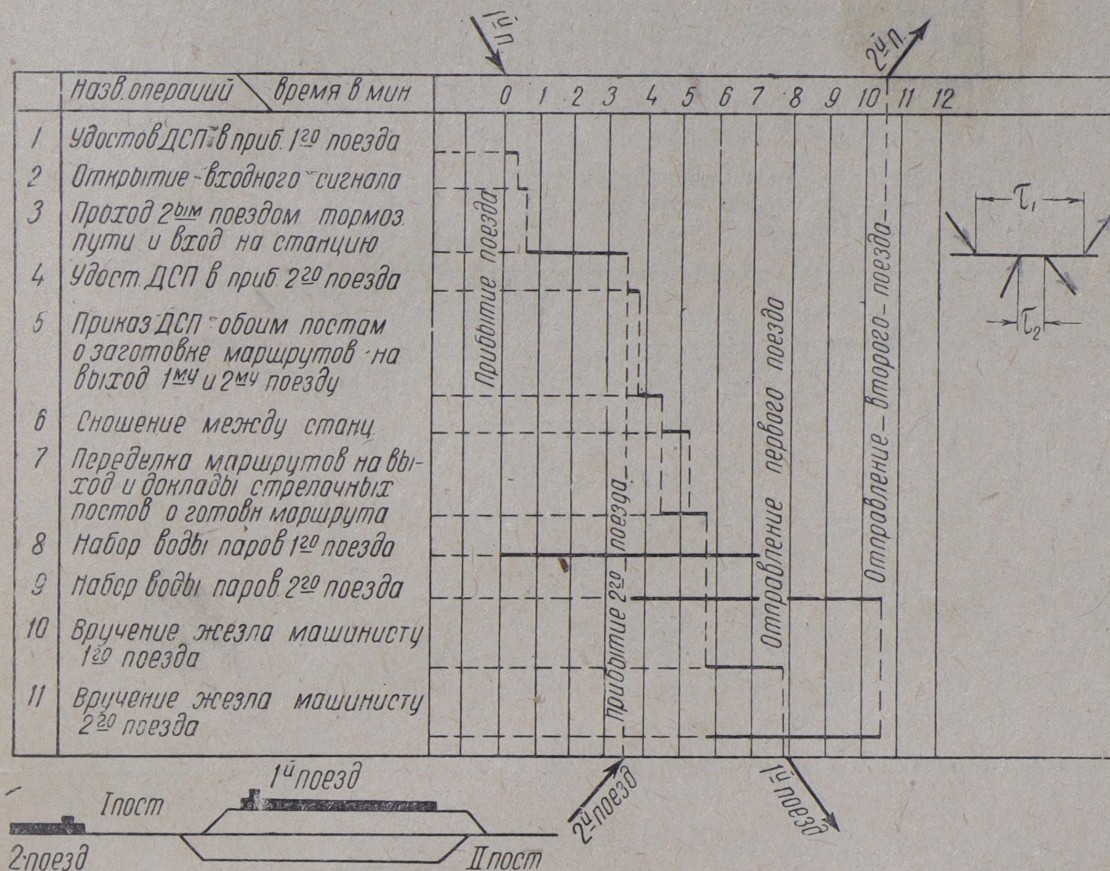 1й п
2й п.
Назв. операций время в мин
0 1 2 3 4 5 6 7 8 9 10 11 12
1 Удостов ДСП в приб. 1го поезда
2 Открытие входного сигнала
3 Проход 2ым поездом тормоз.
пути и вход на станцию
4 Удост. ДСП в приб. 2го поезда
5 Приказ ДСП обоим постам
о заготовке маршрутов на
выход 1му и 2му поезду
6 Сношение между станц
7 Переделка маршрутов на вы-
ход и доклады стрелочных
постов о готовн маршрута
8 Набор воды паров 1го поезда
9 Набор воды паров. 2го поезда
10 Вручение жезла машинисту
1го поезда
11 Вручение жезла машинисту
2го поезда
Прибытие поезда
Прибытие 2го поезда
Отправление первого поезда
Отправление второго поезда
τ₁
τ₂
2й поезд
1й поезд
1й поезд
I пост
2·поезд
II пост